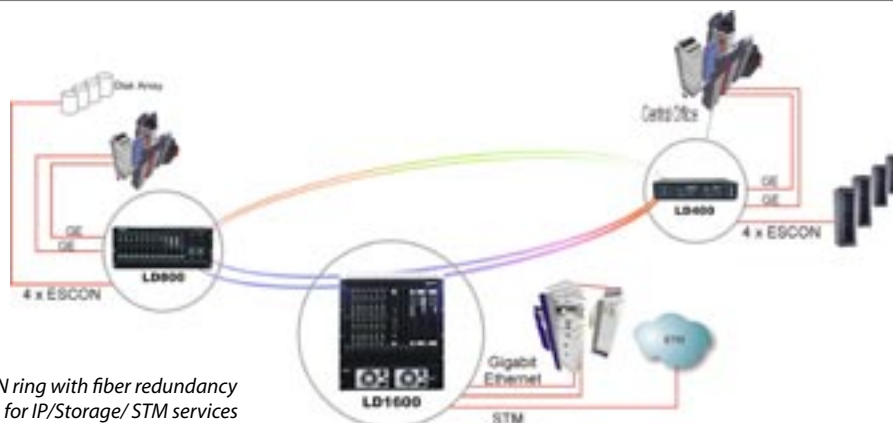 Disk Array
Central Office
GE
GE
LD400
4 x ESCON
GE
GE
LD800
4 x ESCON
Gigabit
Ethernet
LD1600
STM
N ring with fiber redundancy
for IP/Storage/ STM services